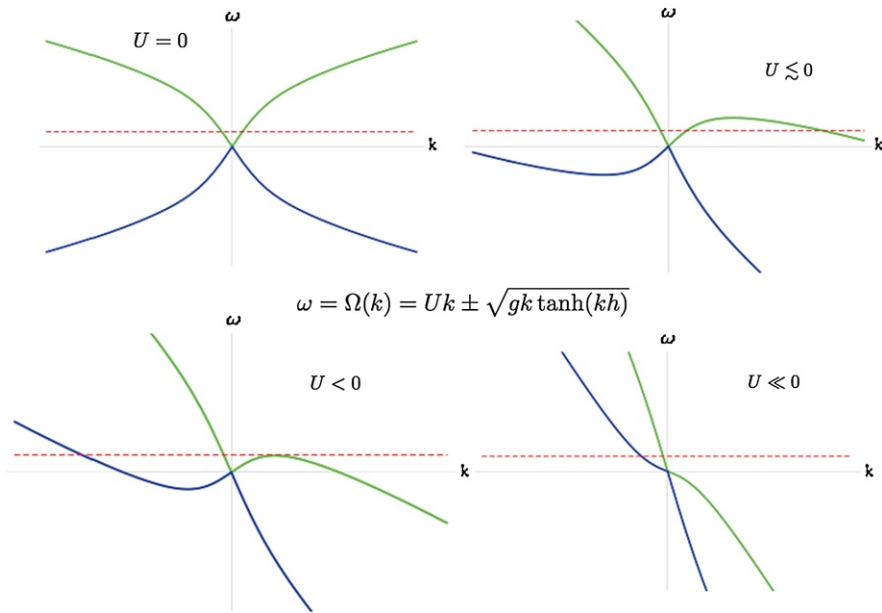 ω
U = 0
k
ω
U ≲ 0
k
ω = Ω(k) = Uk ± √(gk tanh(kh))
ω
U < 0
k
ω
U ≪ 0
k